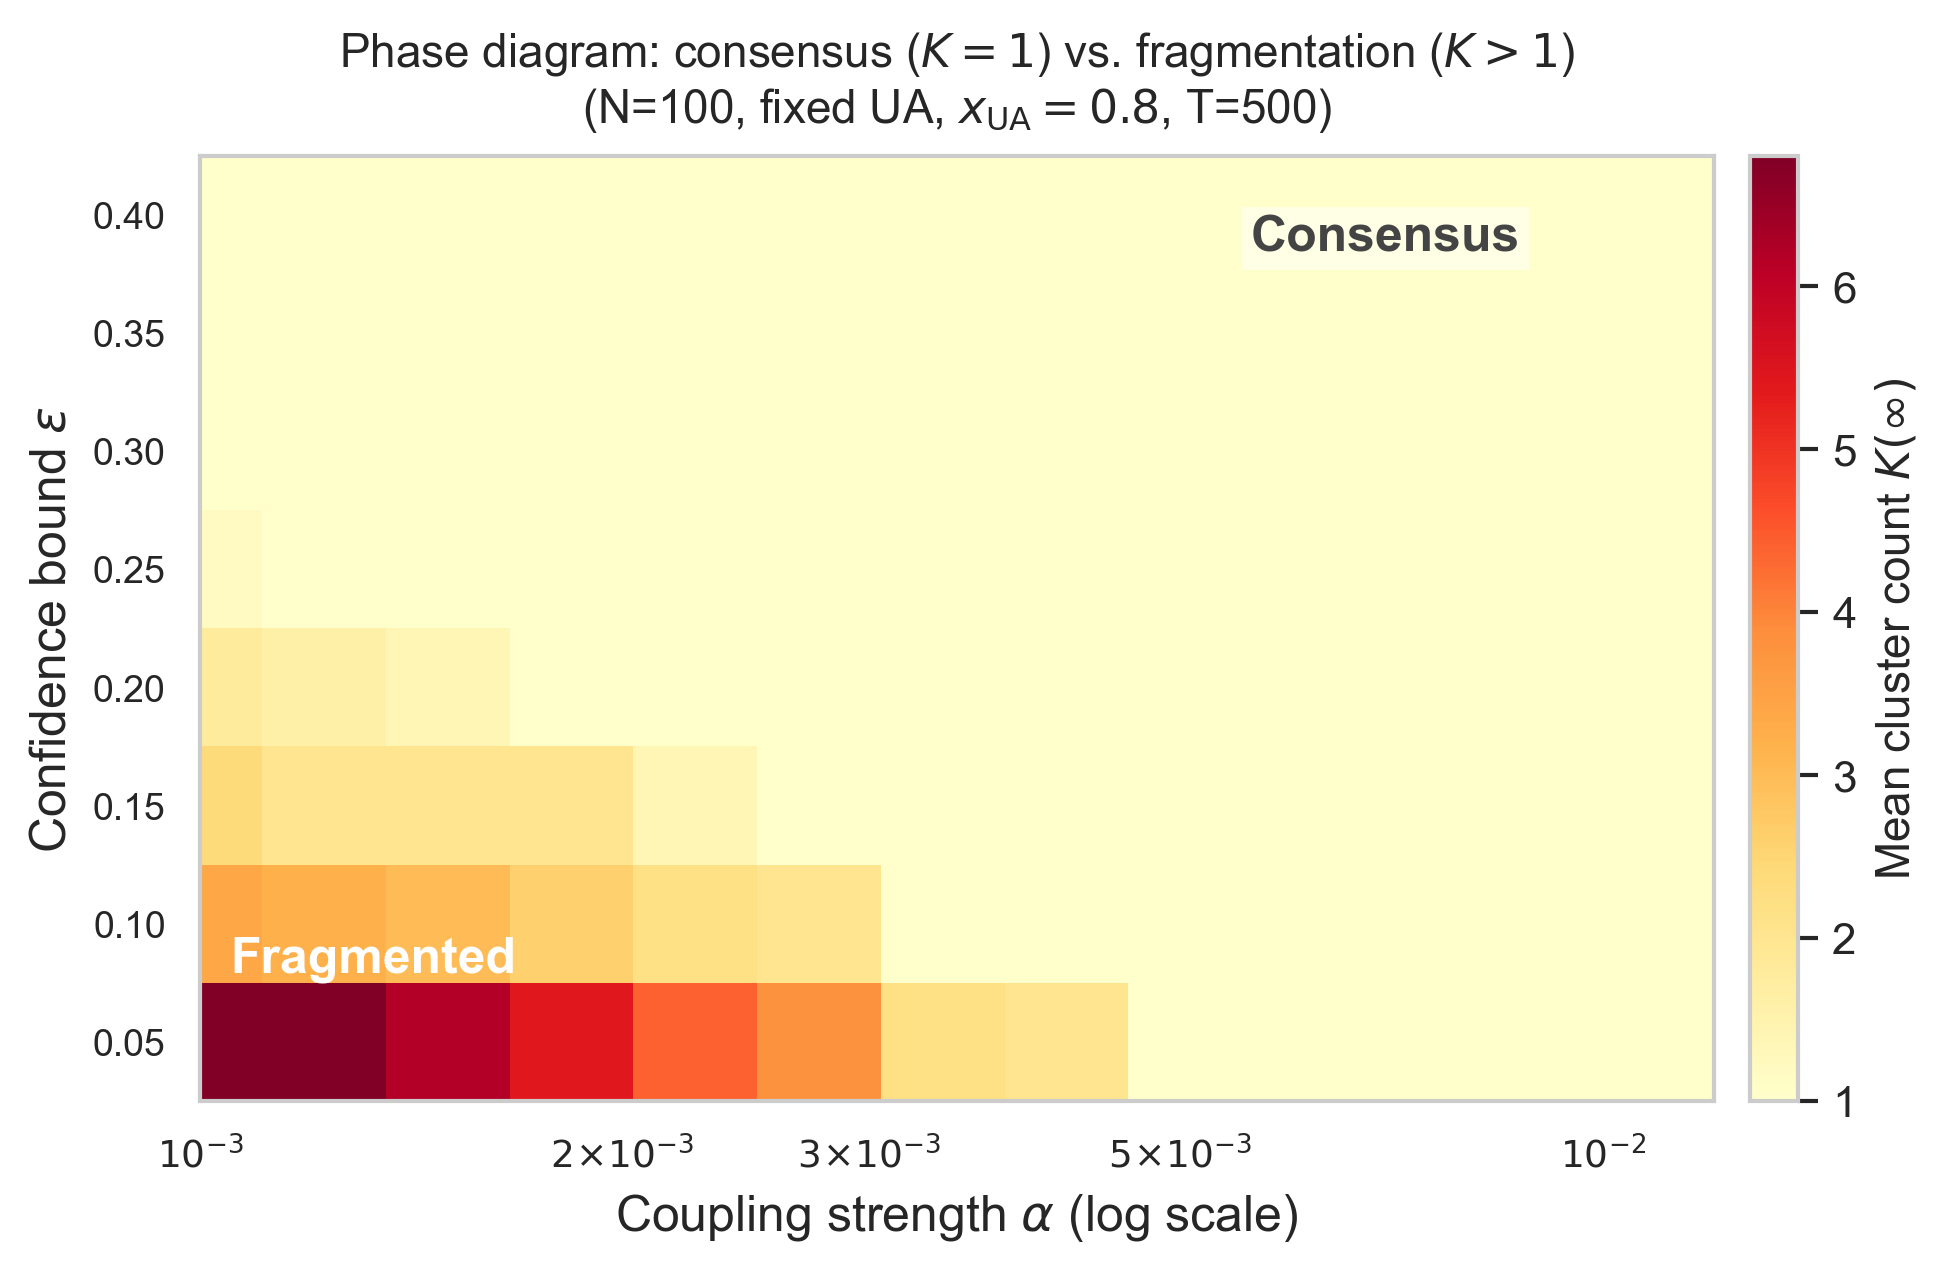 Phase diagram: consensus (K = 1) vs. fragmentation (K > 1)
(N=100, fixed UA, x_UA = 0.8, T=500)
Confidence bound ε
0.40
0.35
0.30
0.25
0.20
0.15
0.10
0.05
Consensus
Fragmented
10⁻³
2×10⁻³
3×10⁻³
5×10⁻³
10⁻²
Coupling strength α (log scale)
6
5
4
3
2
1
Mean cluster count K(∞)